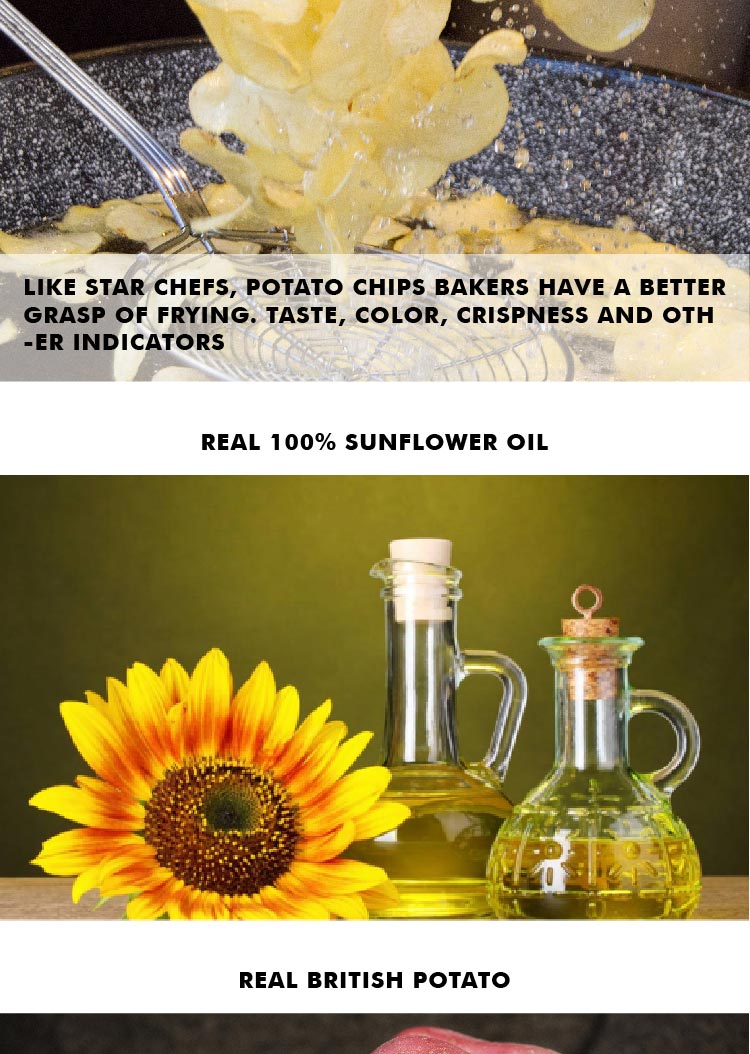 LIKE STAR CHEFS, POTATO CHIPS BAKERS HAVE A BETTER
GRASP OF FRYING. TASTE, COLOR, CRISPNESS AND OTH
-ER INDICATORS
REAL 100% SUNFLOWER OIL
REAL BRITISH POTATO